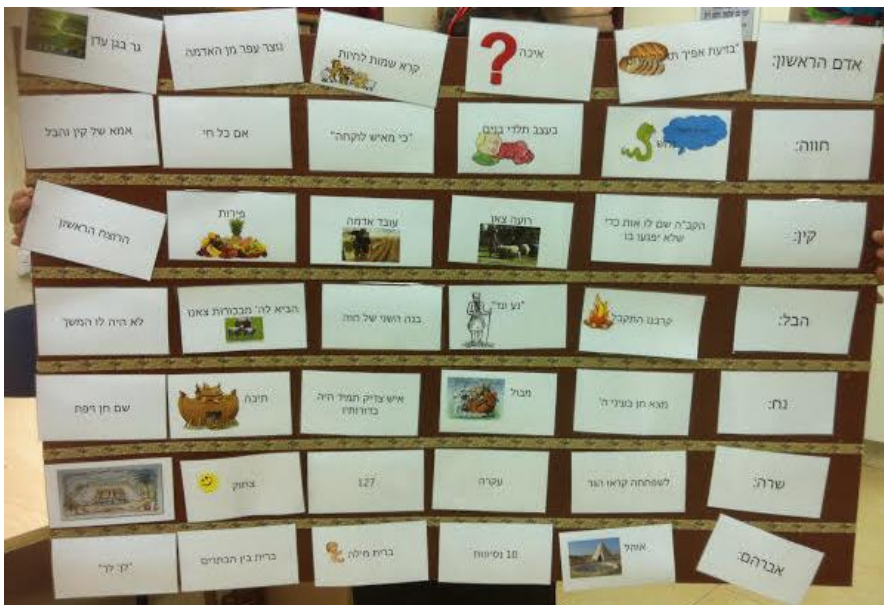 אדם הראשון:
"בזיעת אפיך
איכה
?
קרא שמות לחיות
נוצר עפר מן האדמה
גר בגן עדן
חווה:
בעצב תלדי בנים
"כי מאיש לוקחה"
אם כל חי
אמא של קין והבל
קין:
הקב"ה שם לו אות כדי
שלא יפגעו בו
רועה צאן
עובד אדמה
פירות
הרוצח הראשון
הבל:
קרבנו התקבל
"נע ונד"
בנה השני של חוה
הביא לה' מבכורות צאנו
לא היה לו המשך
נח:
מצא חן בעיני ה'
מבול
איש צדיק תמיד היה
בדורותיו
תיבה
שם חן ויפת
שרה:
לשפחתה קראו הגר
עקרה
127
צחוק
אברהם:
אוהל
10 נסיונות
ברית מילה
ברית בין הבתרים
"לך לך"